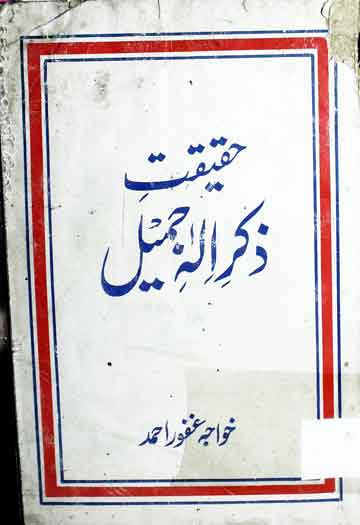 حقیقتِ
ذکرِ الٰہِ جمیل
خواجہ غفور احمد